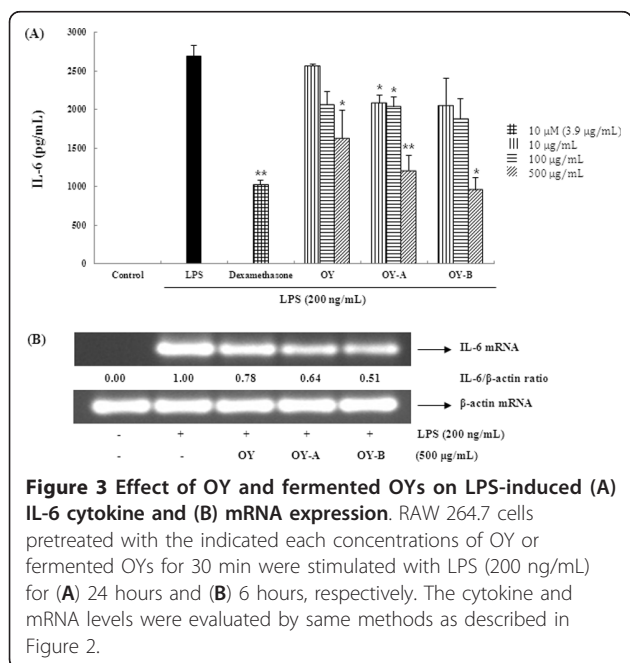 (A)
3000
2500
2000
1500
1000
500
0
IL-6 (pg/mL)
**
*
* *
**
*
10 µM (3.9 µg/mL)
10 µg/mL
100 µg/mL
500 µg/mL
Control LPS Dexamethasone OY OY-A OY-B
LPS (200 ng/mL)
(B)
IL-6 mRNA
0.00 1.00 0.78 0.64 0.51 IL-6/β-actin ratio
β-actin mRNA
- + + + + LPS (200 ng/mL)
- - OY OY-A OY-B (500 µg/mL)
Figure 3 Effect of OY and fermented OYs on LPS-induced (A)
IL-6 cytokine and (B) mRNA expression. RAW 264.7 cells
pretreated with the indicated each concentrations of OY or
fermented OYs for 30 min were stimulated with LPS (200 ng/mL)
for (A) 24 hours and (B) 6 hours, respectively. The cytokine and
mRNA levels were evaluated by same methods as described in
Figure 2.